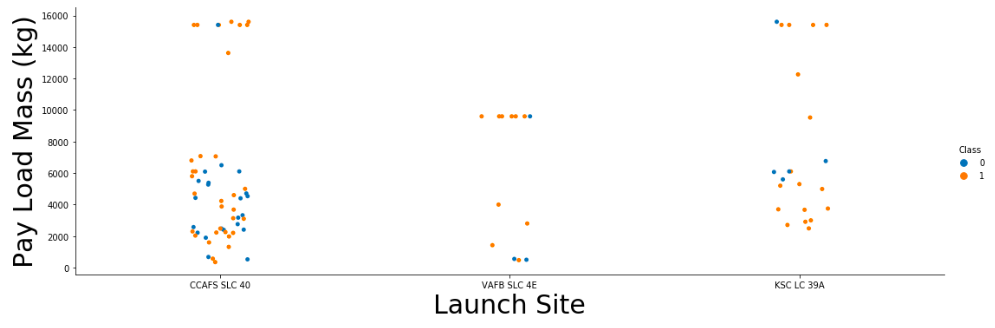 Pay Load Mass (kg)
16000
14000
12000
10000
8000
6000
4000
2000
0
CCAFS SLC 40
VAFB SLC 4E
KSC LC 39A
Launch Site
Class
0
1